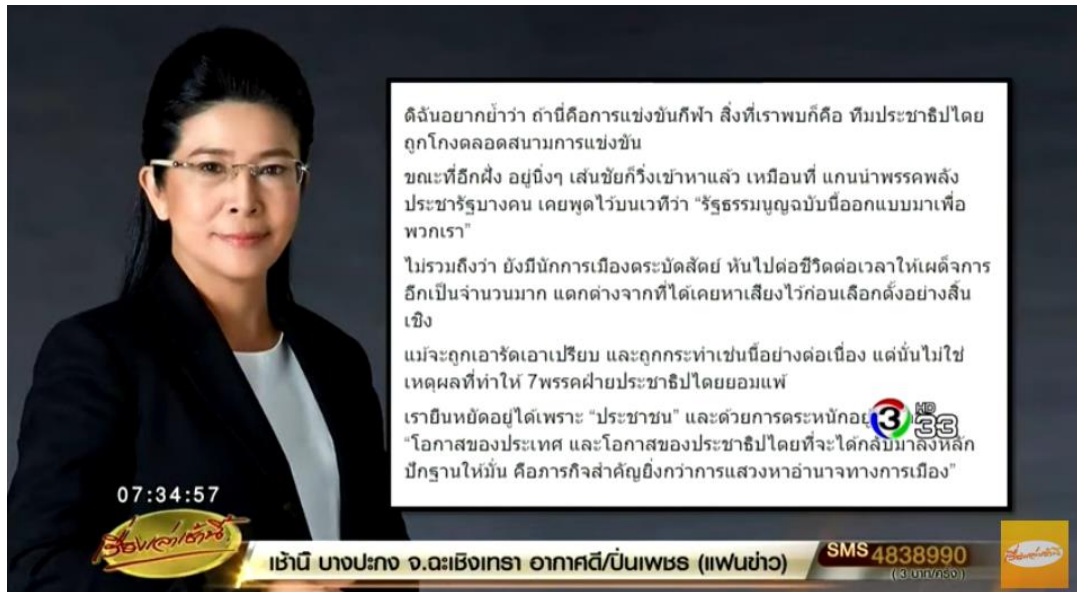 ดิฉันอยากย้ำว่า ถ้านี่คือการแข่งขันกีฬา สิ่งที่เราพบก็คือ ทีมประชาธิปไตย
ถูกโกงตลอดสนามการแข่งขัน
ขณะที่อีกฝั่ง อยู่นิ่งๆ เส้นชัยก็วิ่งเข้าหาแล้ว เหมือนที่ แกนนำพรรคพลัง
ประชารัฐบางคน เคยพูดไว้บนเวทีว่า “รัฐธรรมนูญฉบับนี้ออกแบบมาเพื่อ
พวกเรา”
ไม่รวมถึงว่า ยังมีนักการเมืองตระบัดสัตย์ หันไปต่อชีวิตต่อเวลาให้เผด็จการ
อีกเป็นจำนวนมาก แตกต่างจากที่ได้เคยหาเสียงไว้ก่อนเลือกตั้งอย่างสิ้น
เชิง
แม้จะถูกเอารัดเอาเปรียบ และถูกกระทำเช่นนี้อย่างต่อเนื่อง แต่นั่นไม่ใช่
เหตุผลที่ทำให้ 7พรรคฝ่ายประชาธิปไตยยอมแพ้
เรายืนหยัดอยู่ได้เพราะ “ประชาชน” และด้วยการตระหนักอยู่
“โอกาสของประเทศ และโอกาสของประชาธิปไตยที่จะได้กลับมาลงหลัก
ปักฐานให้มั่น คือภารกิจสำคัญยิ่งกว่าการแสวงหาอำนาจทางการเมือง”
3 HD 33
07:34:57
เรื่องเล่าเช้านี้
เช้านี้ บางปะกง จ.ฉะเชิงเทรา อากาศดี/ปิ่นเพชร (แฟนข่าว)
SMS 4838990
(3 บาท/ครั้ง)
เรื่องเล่าเช้านี้